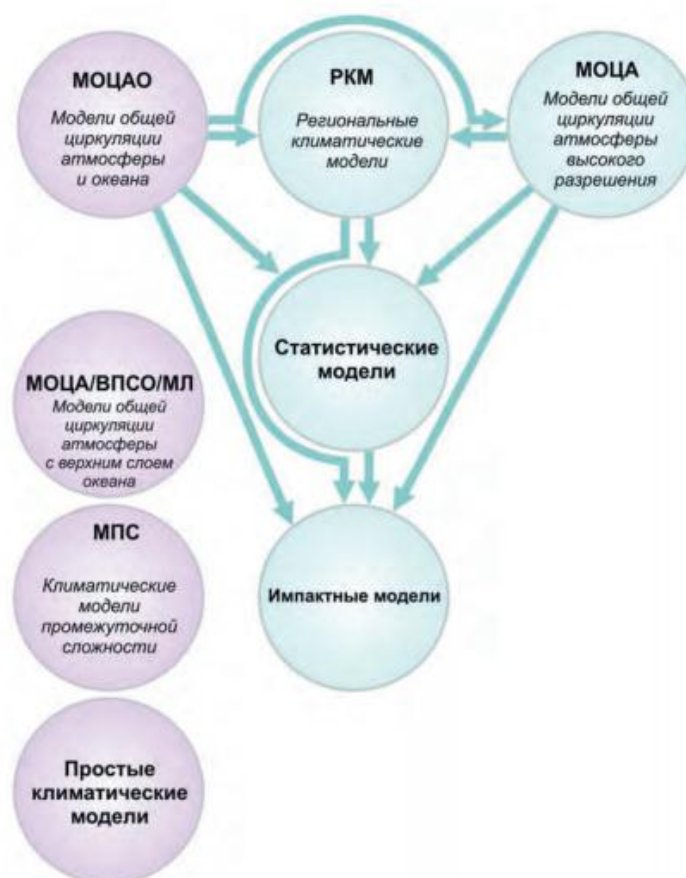 МОЦАО
Модели общей
циркуляции
атмосферы
и океана
РКМ
Региональные
климатические
модели
МОЦА
Модели общей
циркуляции
атмосферы
высокого
разрешения
Статистические
модели
МОЦА/ВПСО/МЛ
Модели общей
циркуляции
атмосферы
с верхним слоем
океана
МПС
Климатические
модели
промежуточной
сложности
Импактные модели
Простые
климатические
модели